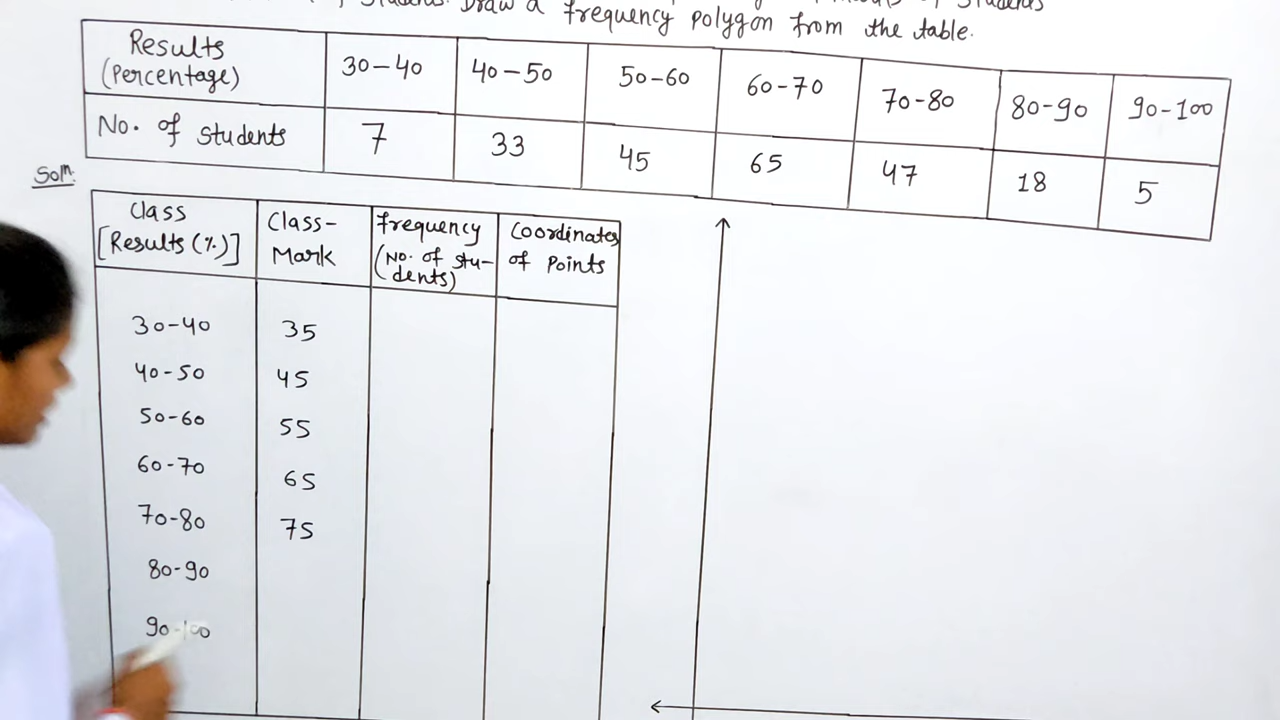 Students. Draw a frequency polygon from the table.
Results (Percentage) 30-40 40-50 50-60 60-70 70-80 80-90 90-100
No. of students 7 33 45 65 47 18 5
Soln.
Class [Results (%)] Class-Mark Frequency (No. of stu-dents) Coordinates of Points
30-40 35
40-50 45
50-60 55
60-70 65
70-80 75
80-90
90-100